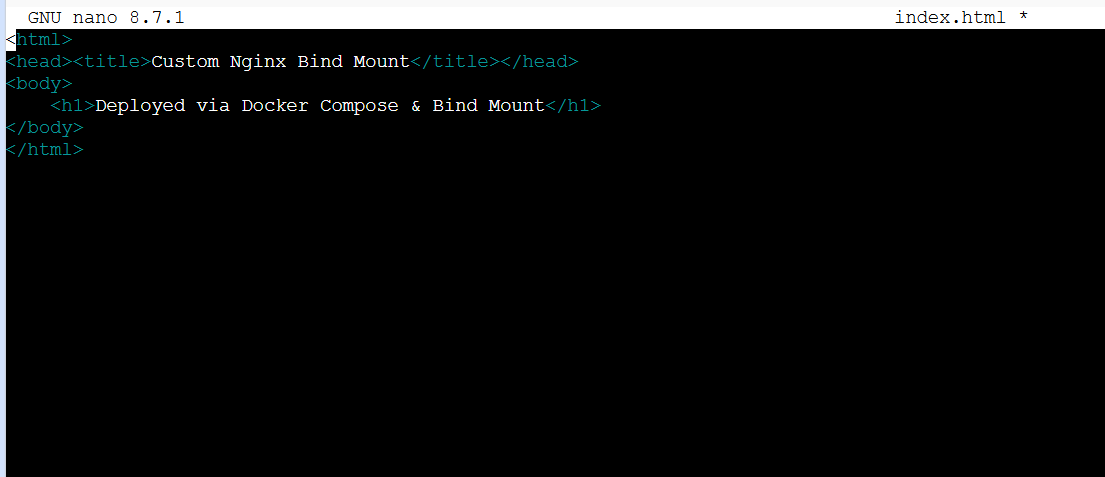 GNU nano 8.7.1 index.html *
<html>
<head><title>Custom Nginx Bind Mount</title></head>
<body>
    <h1>Deployed via Docker Compose & Bind Mount</h1>
</body>
</html>